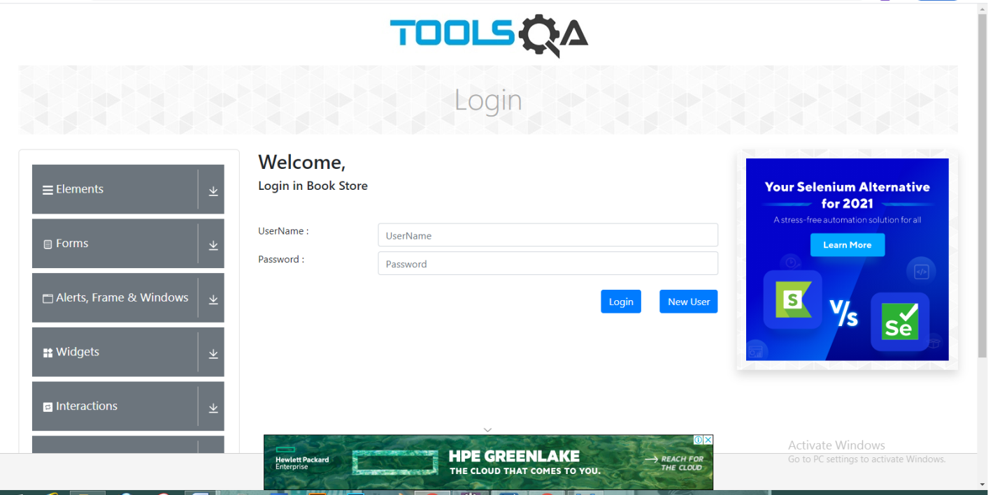 TOOLSQA
Login
Elements
Forms
Alerts, Frame & Windows
Widgets
Interactions
Welcome,
Login in Book Store
UserName :
UserName
Password :
Password
Login
New User
Your Selenium Alternative
for 2021
A stress-free automation solution for all
Learn More
S
V/s
Se
Hewlett Packard
Enterprise
HPE GREENLAKE
THE CLOUD THAT COMES TO YOU.
REACH FOR
THE CLOUD
Activate Windows
Go to PC settings to activate Windows.